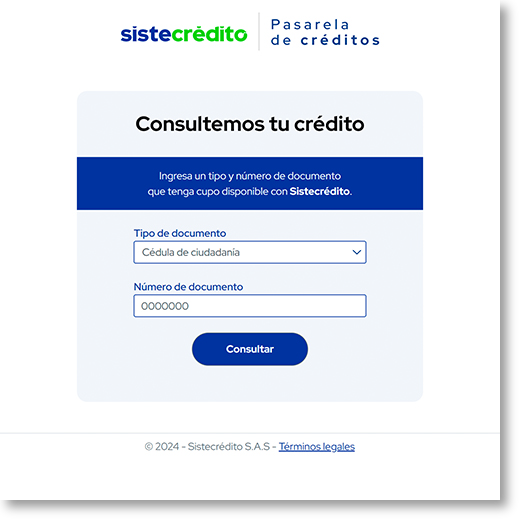 sistecrédito
Pasarela
de créditos
Consultemos tu crédito
Ingresa un tipo y número de documento
que tenga cupo disponible con Sistecrédito.
Tipo de documento
Cédula de ciudadanía
Número de documento
0000000
Consultar
© 2024 - Sistecrédito S.A.S - Términos legales